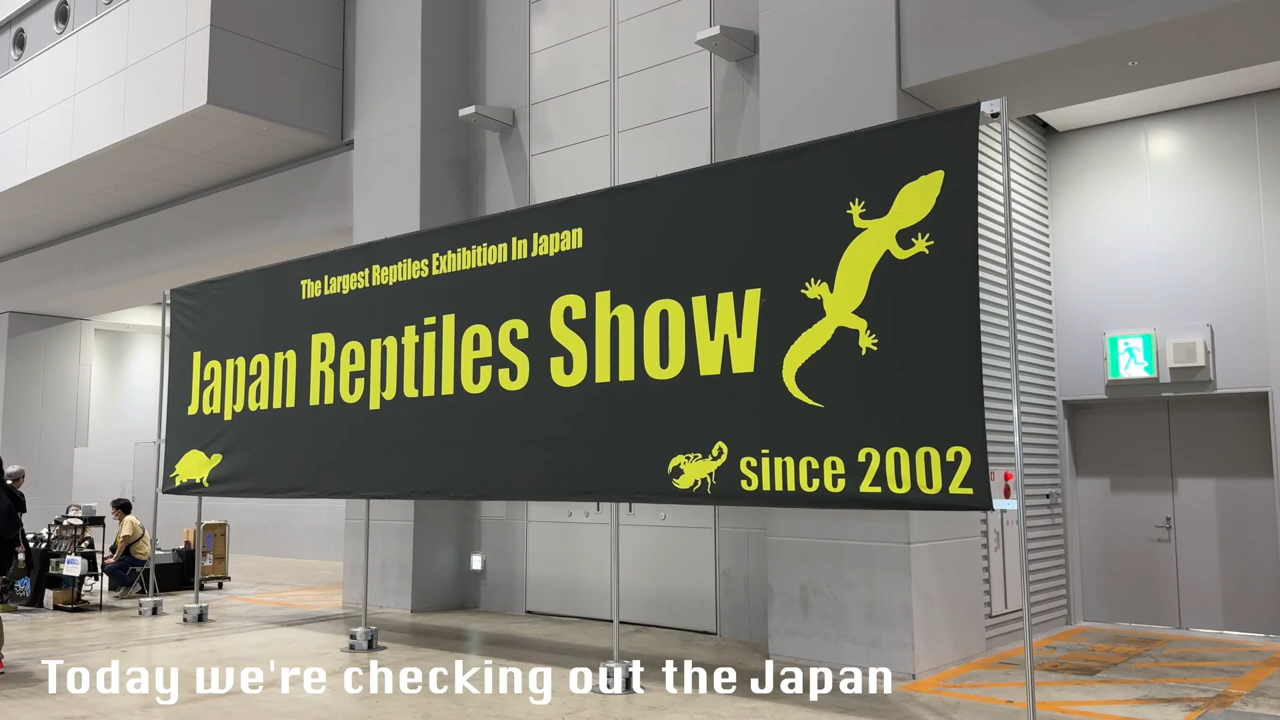 The Largest Reptiles Exhibition In Japan
Japan Reptiles Show
since 2002
Today we're checking out the Japan